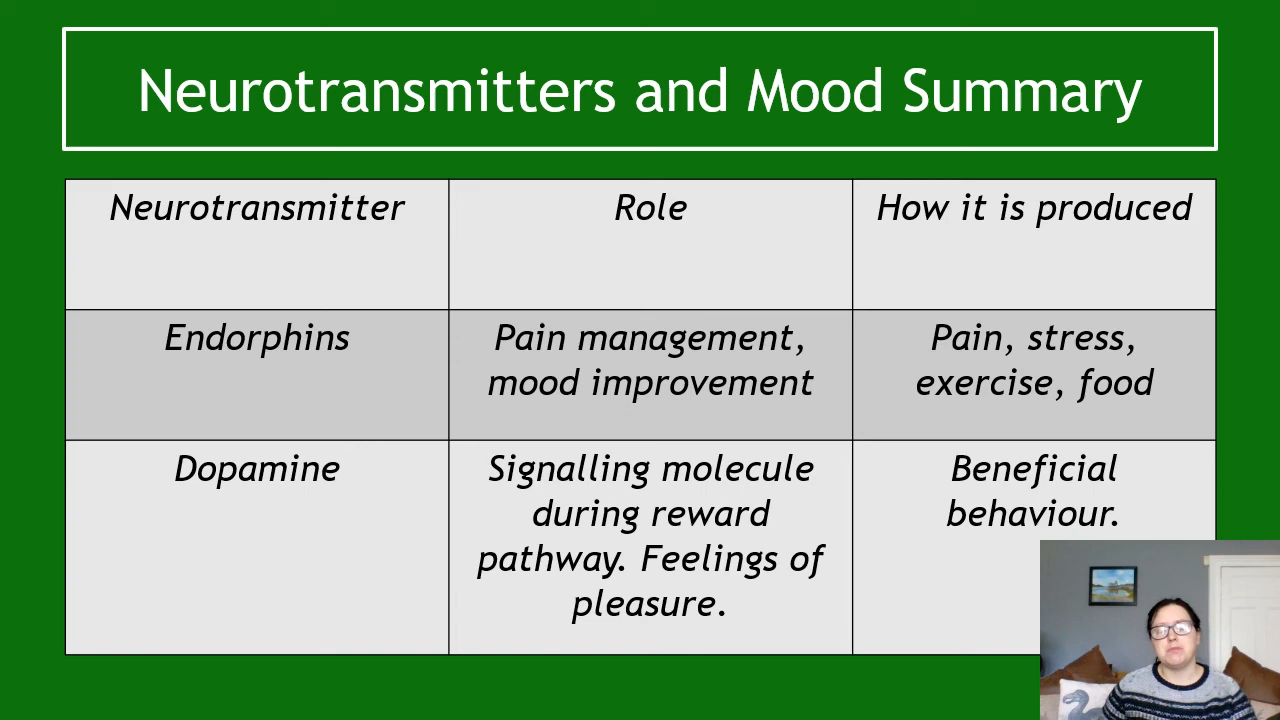 Neurotransmitters and Mood Summary
Neurotransmitter
Role
How it is produced
Endorphins
Pain management,
mood improvement
Pain, stress,
exercise, food
Dopamine
Signalling molecule
during reward
pathway. Feelings of
pleasure.
Beneficial
behaviour.